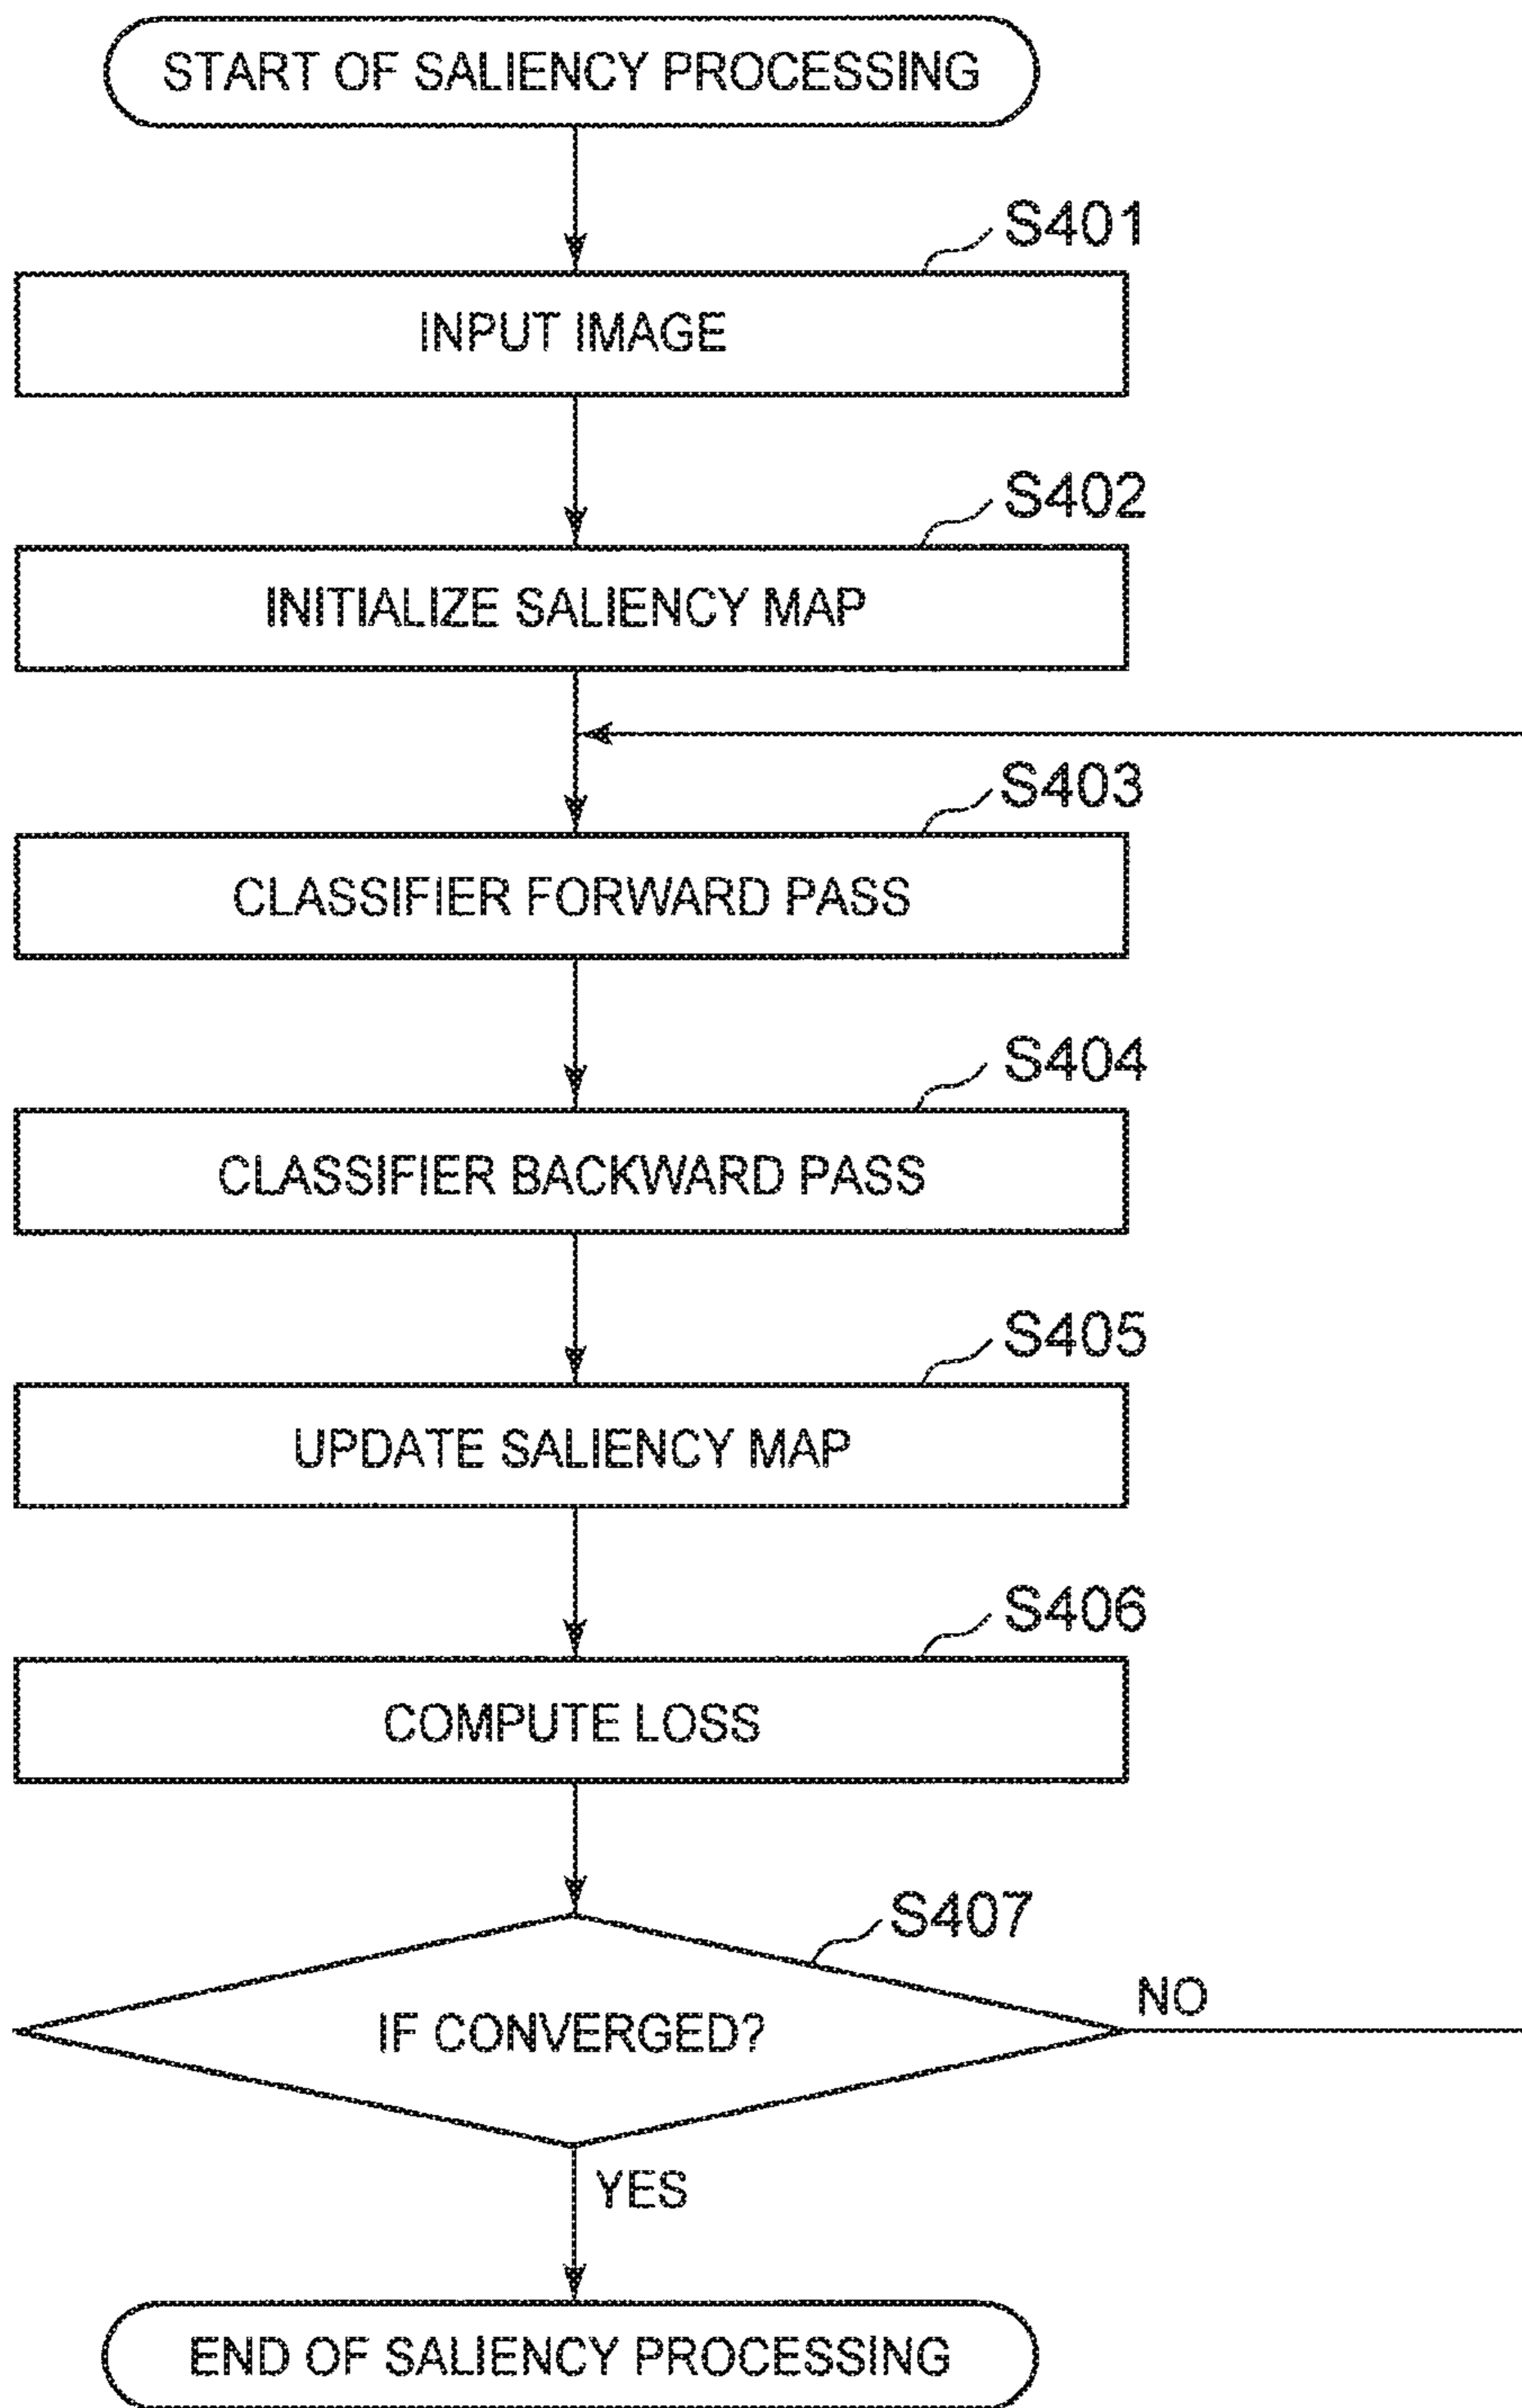 START OF SALIENCY PROCESSING
S401
INPUT IMAGE
S402
INITIALIZE SALIENCY MAP
S403
CLASSIFIER FORWARD PASS
S404
CLASSIFIER BACKWARD PASS
S405
UPDATE SALIENCY MAP
S406
COMPUTE LOSS
S407
IF CONVERGED?
NO
YES
END OF SALIENCY PROCESSING